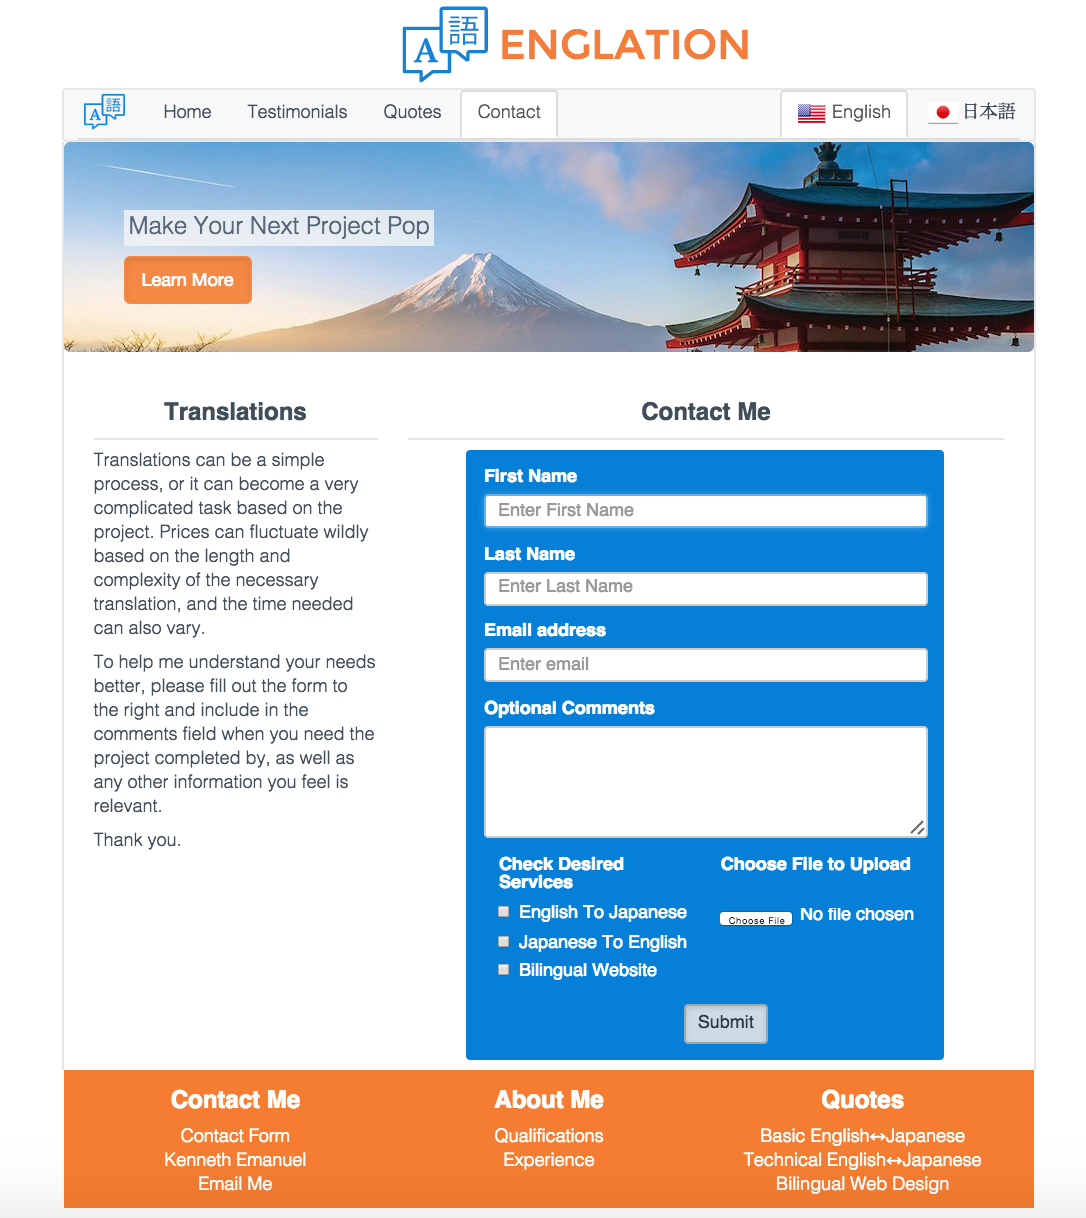 A 語 ENGLATION
A 語 Home Testimonials Quotes Contact English 日本語
Make Your Next Project Pop
Learn More
Translations
Translations can be a simple
process, or it can become a very
complicated task based on the
project. Prices can fluctuate wildly
based on the length and
complexity of the necessary
translation, and the time needed
can also vary.
To help me understand your needs
better, please fill out the form to
the right and include in the
comments field when you need the
project completed by, as well as
any other information you feel is
relevant.
Thank you.
Contact Me
First Name
Enter First Name
Last Name
Enter Last Name
Email address
Enter email
Optional Comments
Check Desired
Services
English To Japanese
Japanese To English
Bilingual Website
Choose File to Upload
Choose File No file chosen
Submit
Contact Me
Contact Form
Kenneth Emanuel
Email Me
About Me
Qualifications
Experience
Quotes
Basic English↔Japanese
Technical English↔Japanese
Bilingual Web Design